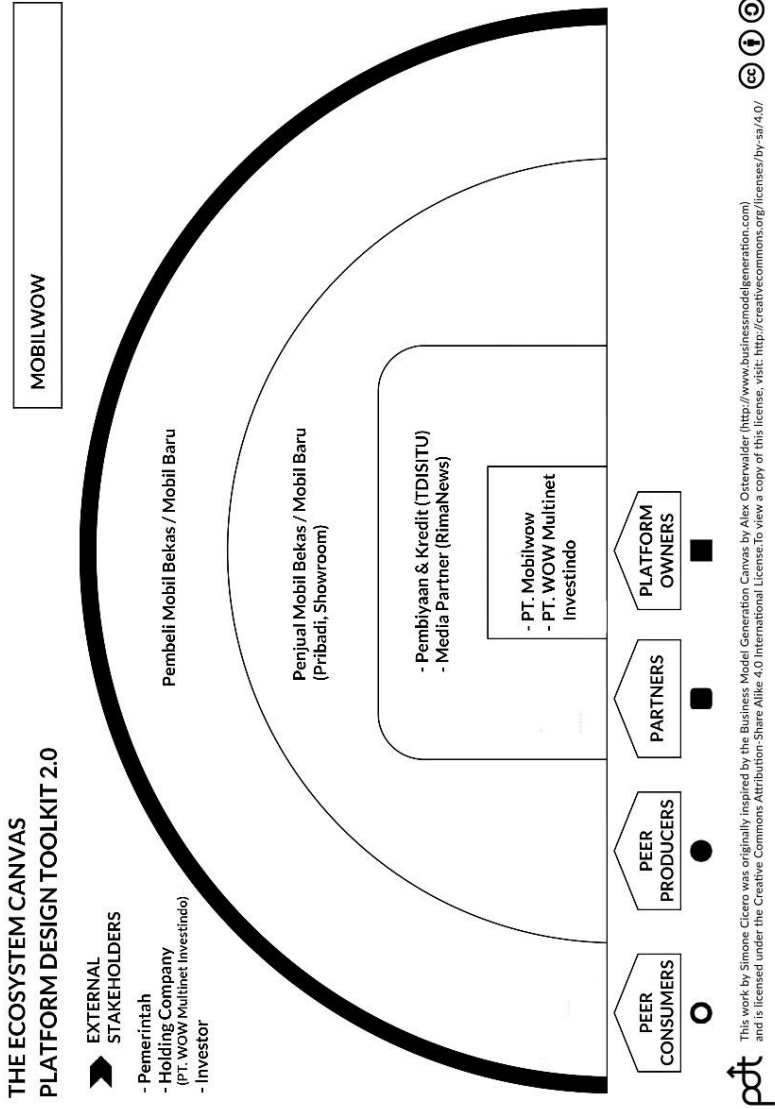 THE ECOSYSTEM CANVAS
PLATFORM DESIGN TOOLKIT 2.0
MOBILWOW
EXTERNAL
STAKEHOLDERS
- Pemerintah
- Holding Company
(PT. WOW Multinet Investindo)
- Investor
Pembeli Mobil Bekas / Mobil Baru
Penjual Mobil Bekas / Mobil Baru
(Pribadi, Showroom)
- Pembiyaan & Kredit (TDISITU)
- Media Partner (RimaNews)
- PT. Mobilwow
- PT. WOW Multinet
Investindo
PEER
CONSUMERS
PEER
PRODUCERS
PARTNERS
PLATFORM
OWNERS
pdt
This work by Simone Cicero was originally inspired by the Business Model Generation Canvas by Alex Osterwalder (http://www.businessmodelgeneration.com)
and is licensed under the Creative Commons Attribution-Share Alike 4.0 International License.To view a copy of this license, visit: http://creativecommons.org/licenses/by-sa/4.0/
cc